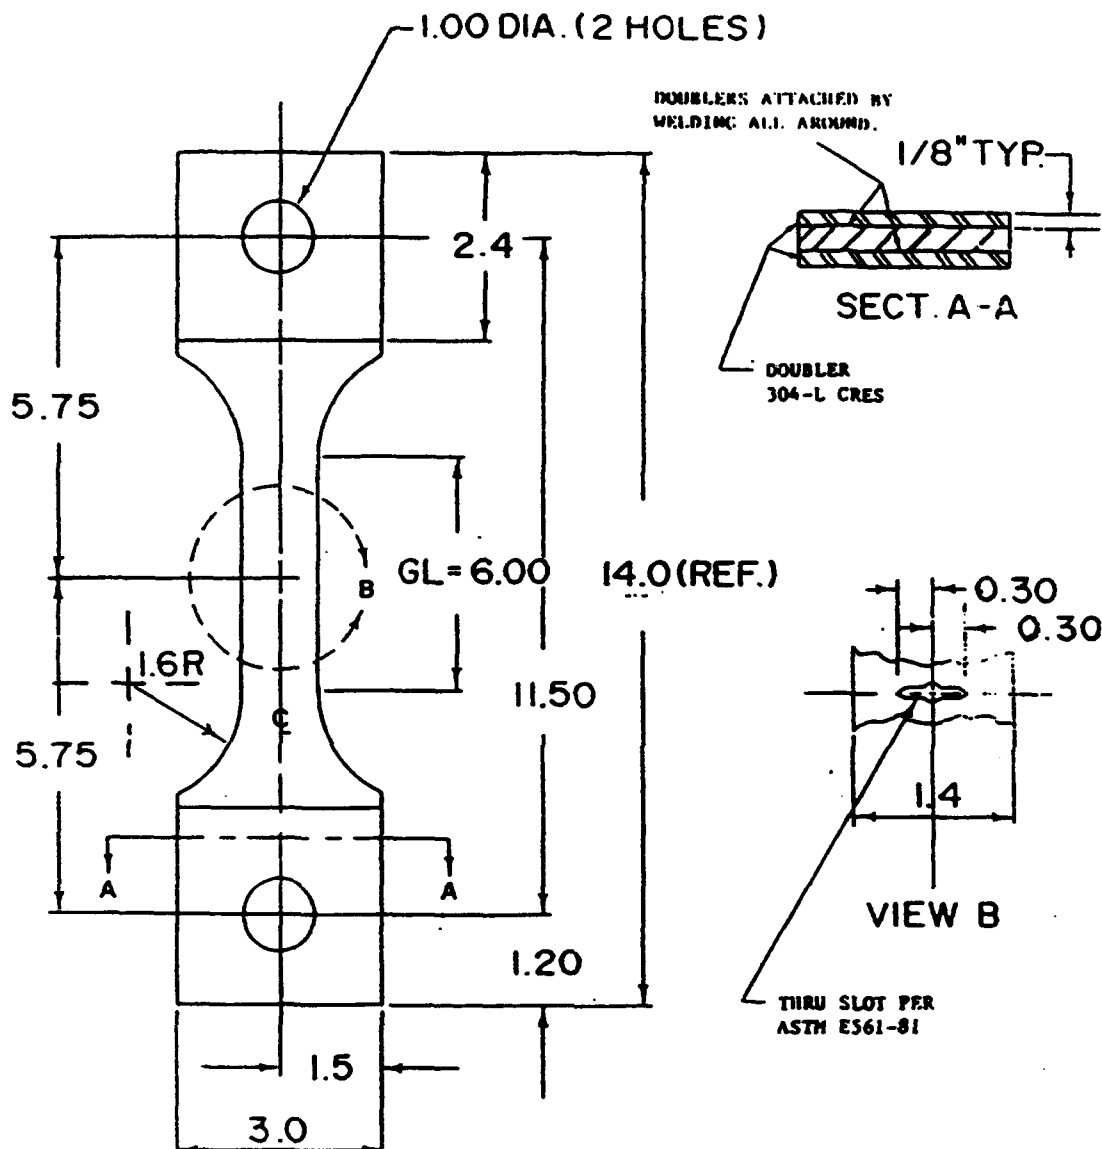 1.00 DIA. (2 HOLES)
DOUBLERS ATTACHED BY
WELDING ALL AROUND.
1/8" TYP.
2.4
SECT. A-A
DOUBLER
304-L CRES
5.75
GL=6.00
14.0 (REF.)
B
0.30
0.30
1.6R
11.50
℄
5.75
1.4
A
A
VIEW B
1.20
THRU SLOT PER
ASTM E561-81
1.5
3.0